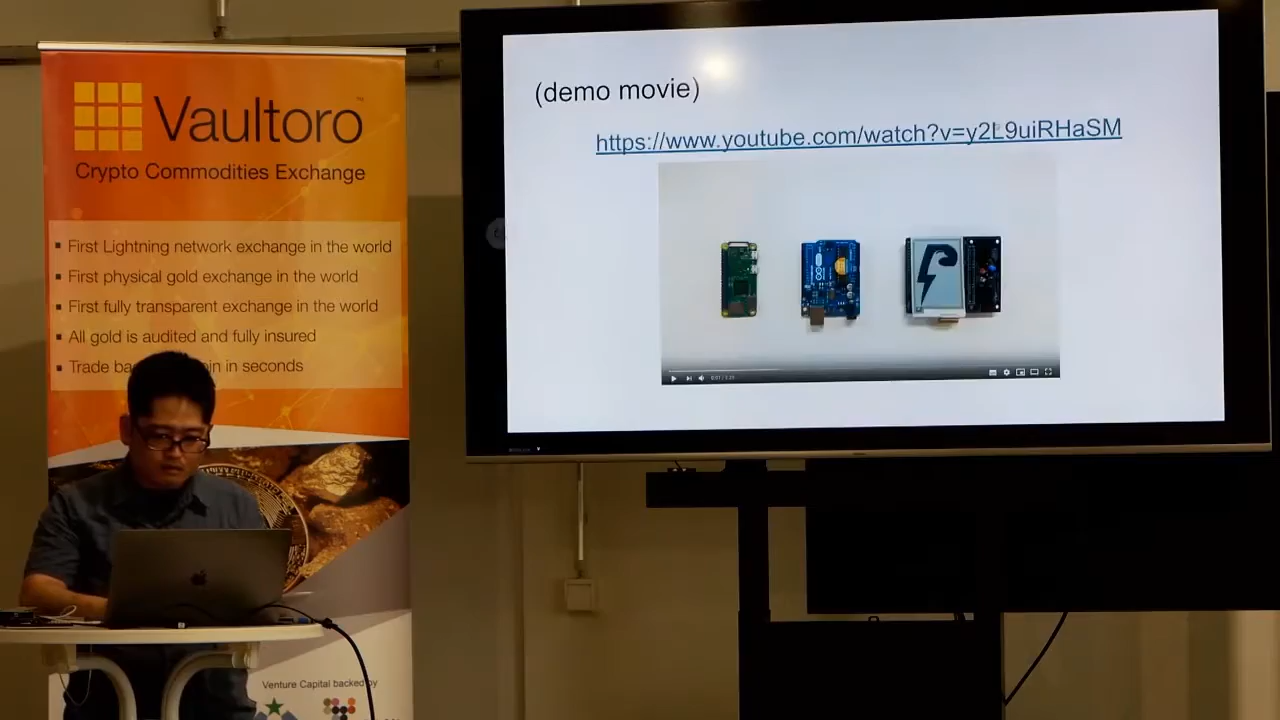 Vaultoro
Crypto Commodities Exchange
▪ First Lightning network exchange in the world
▪ First physical gold exchange in the world
▪ First fully transparent exchange in the world
▪ All gold is audited and fully insured
▪ Trade in seconds
Venture Capital backed by
(demo movie)
https://www.youtube.com/watch?v=y2L9uiRHaSM